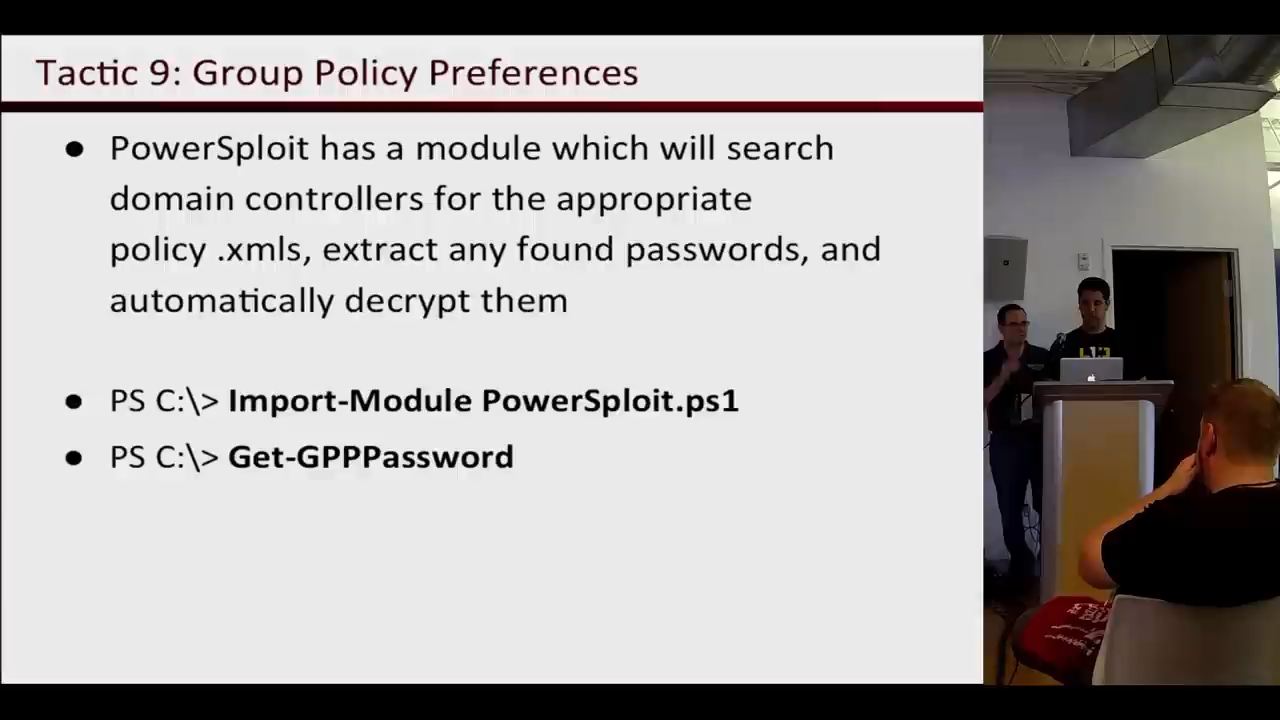 Tactic 9: Group Policy Preferences
● PowerSploit has a module which will search
domain controllers for the appropriate
policy .xmls, extract any found passwords, and
automatically decrypt them
● PS C:\> Import-Module PowerSploit.ps1
● PS C:\> Get-GPPPassword